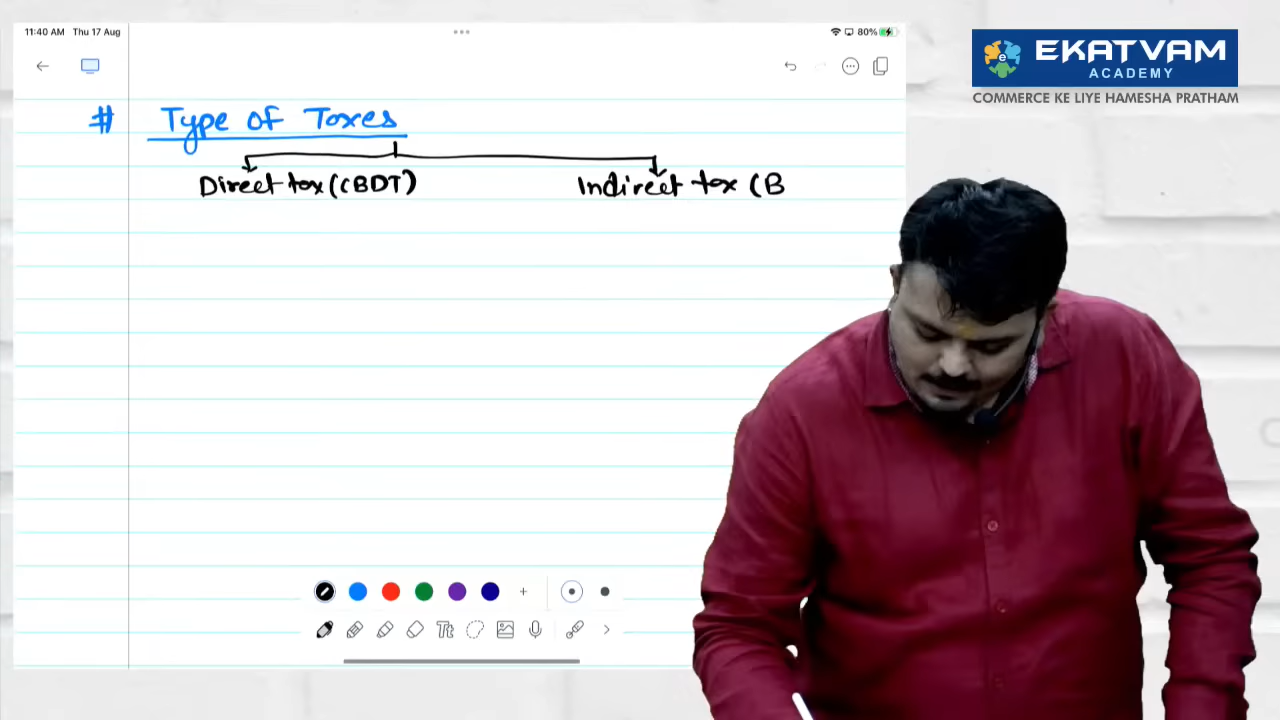 11:40 AM Thu 17 Aug
80%
EKATVAM
ACADEMY
COMMERCE KE LIYE HAMESHA PRATHAM
# Type of Taxes
Direct tax (CBDT)
Indirect tax (B
Tt